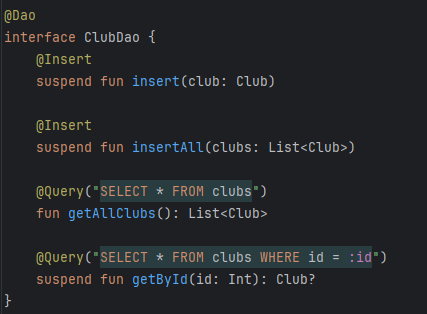 @Dao
interface ClubDao {
    @Insert
    suspend fun insert(club: Club)

    @Insert
    suspend fun insertAll(clubs: List<Club>)

    @Query("SELECT * FROM clubs")
    fun getAllClubs(): List<Club>

    @Query("SELECT * FROM clubs WHERE id = :id")
    suspend fun getById(id: Int): Club?
}